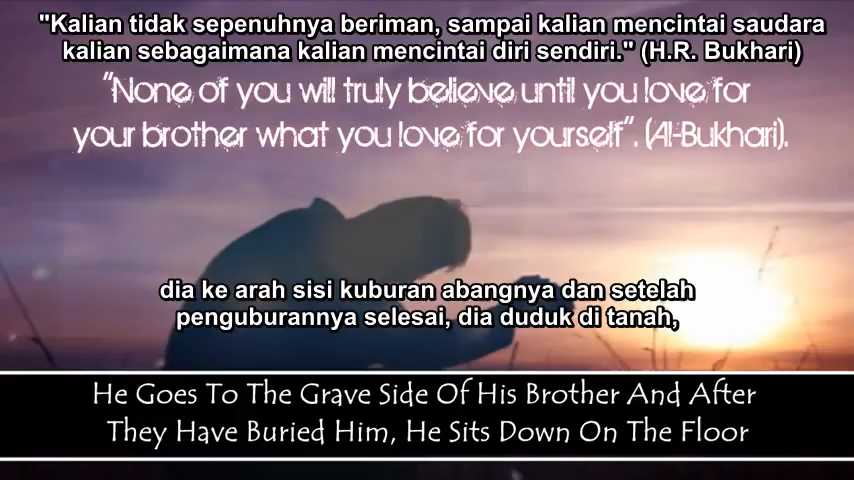 "Kalian tidak sepenuhnya beriman, sampai kalian mencintai saudara
kalian sebagaimana kalian mencintai diri sendiri." (H.R. Bukhari)
"None of you will truly believe until you love for
your brother what you love for yourself". (Al-Bukhari).
dia ke arah sisi kuburan abangnya dan setelah
penguburannya selesai, dia duduk di tanah,
He Goes To The Grave Side Of His Brother And After
They Have Buried Him, He Sits Down On The Floor